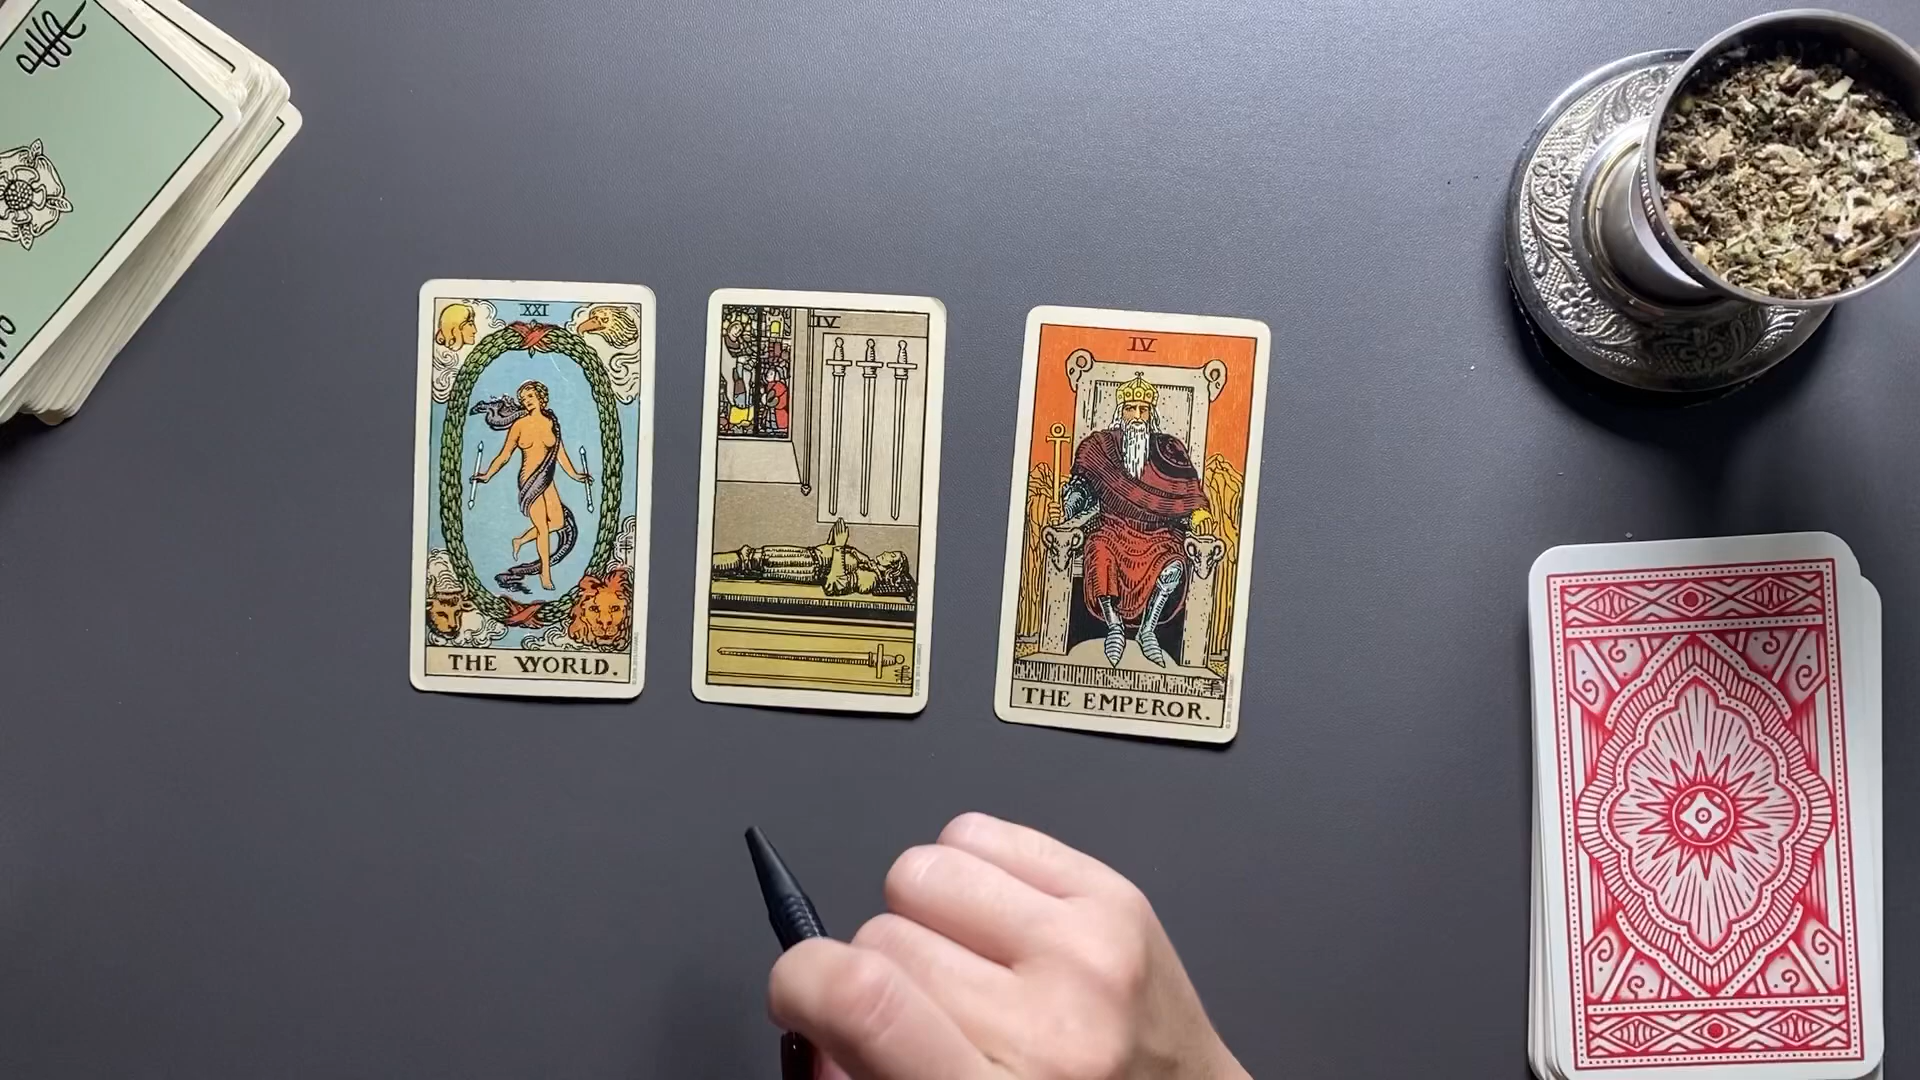 XXI
THE WORLD.
IV
IV
THE EMPEROR.